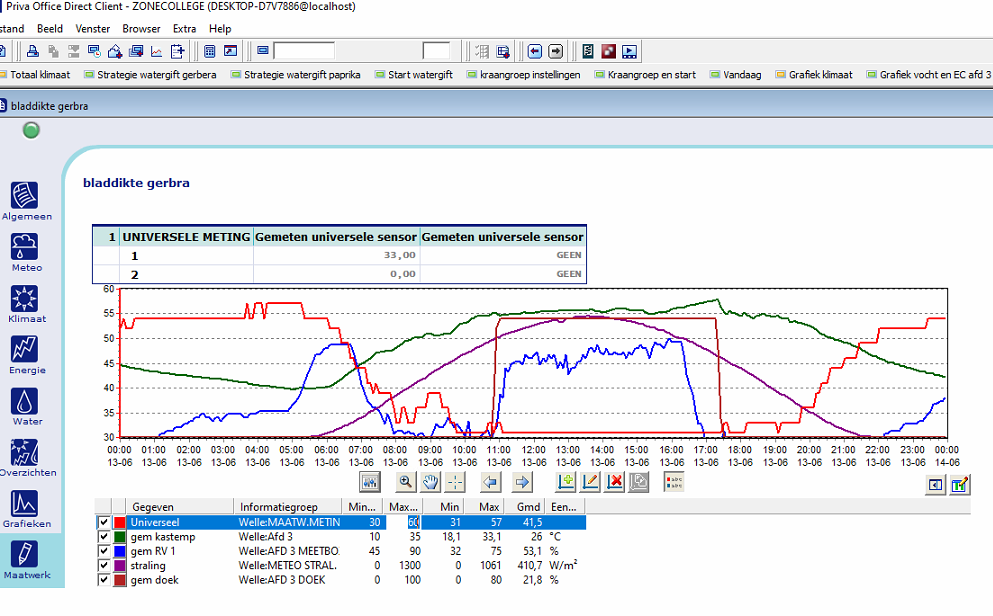 Priva Office Direct Client - ZONECOLLEGE (DESKTOP-D7V7886@localhost)
stand Beeld Venster Browser Extra Help
Totaal klimaat Strategie watergift gerbera Strategie watergift paprika Start watergift kraangroep instellingen Kraangroep en start Vandaag Grafiek klimaat Grafiek vocht en EC afd 3
bladdikte gerbra
bladdikte gerbra
Algemeen
Meteo
Klimaat
Energie
Water
Overzichten
Grafieken
Maatwerk
1 UNIVERSELE METING Gemeten universele sensor Gemeten universele sensor
1 33,00 GEEN
2 0,00 GEEN
60
55
50
45
40
35
30
00:00 01:00 02:00 03:00 04:00 05:00 06:00 07:00 08:00 09:00 10:00 11:00 12:00 13:00 14:00 15:00 16:00 17:00 18:00 19:00 20:00 21:00 22:00 23:00 00:00
13-06 13-06 13-06 13-06 13-06 13-06 13-06 13-06 13-06 13-06 13-06 13-06 13-06 13-06 13-06 13-06 13-06 13-06 13-06 13-06 13-06 13-06 13-06 13-06 14-06
Gegeven Informatiegroep Min... Max... Min Max Gmd Een...
Universeel Welle:MAATW.METIN 30 60 31 57 41,5
gem kastemp Welle:Afd 3 10 35 18,1 33,1 26 °C
gem RV 1 Welle:AFD 3 MEETBO. 45 90 32 75 53,1 %
straling Welle:METEO STRAL. 0 1300 0 1061 410,7 W/m²
gem doek Welle:AFD 3 DOEK 0 100 0 80 21,8 %